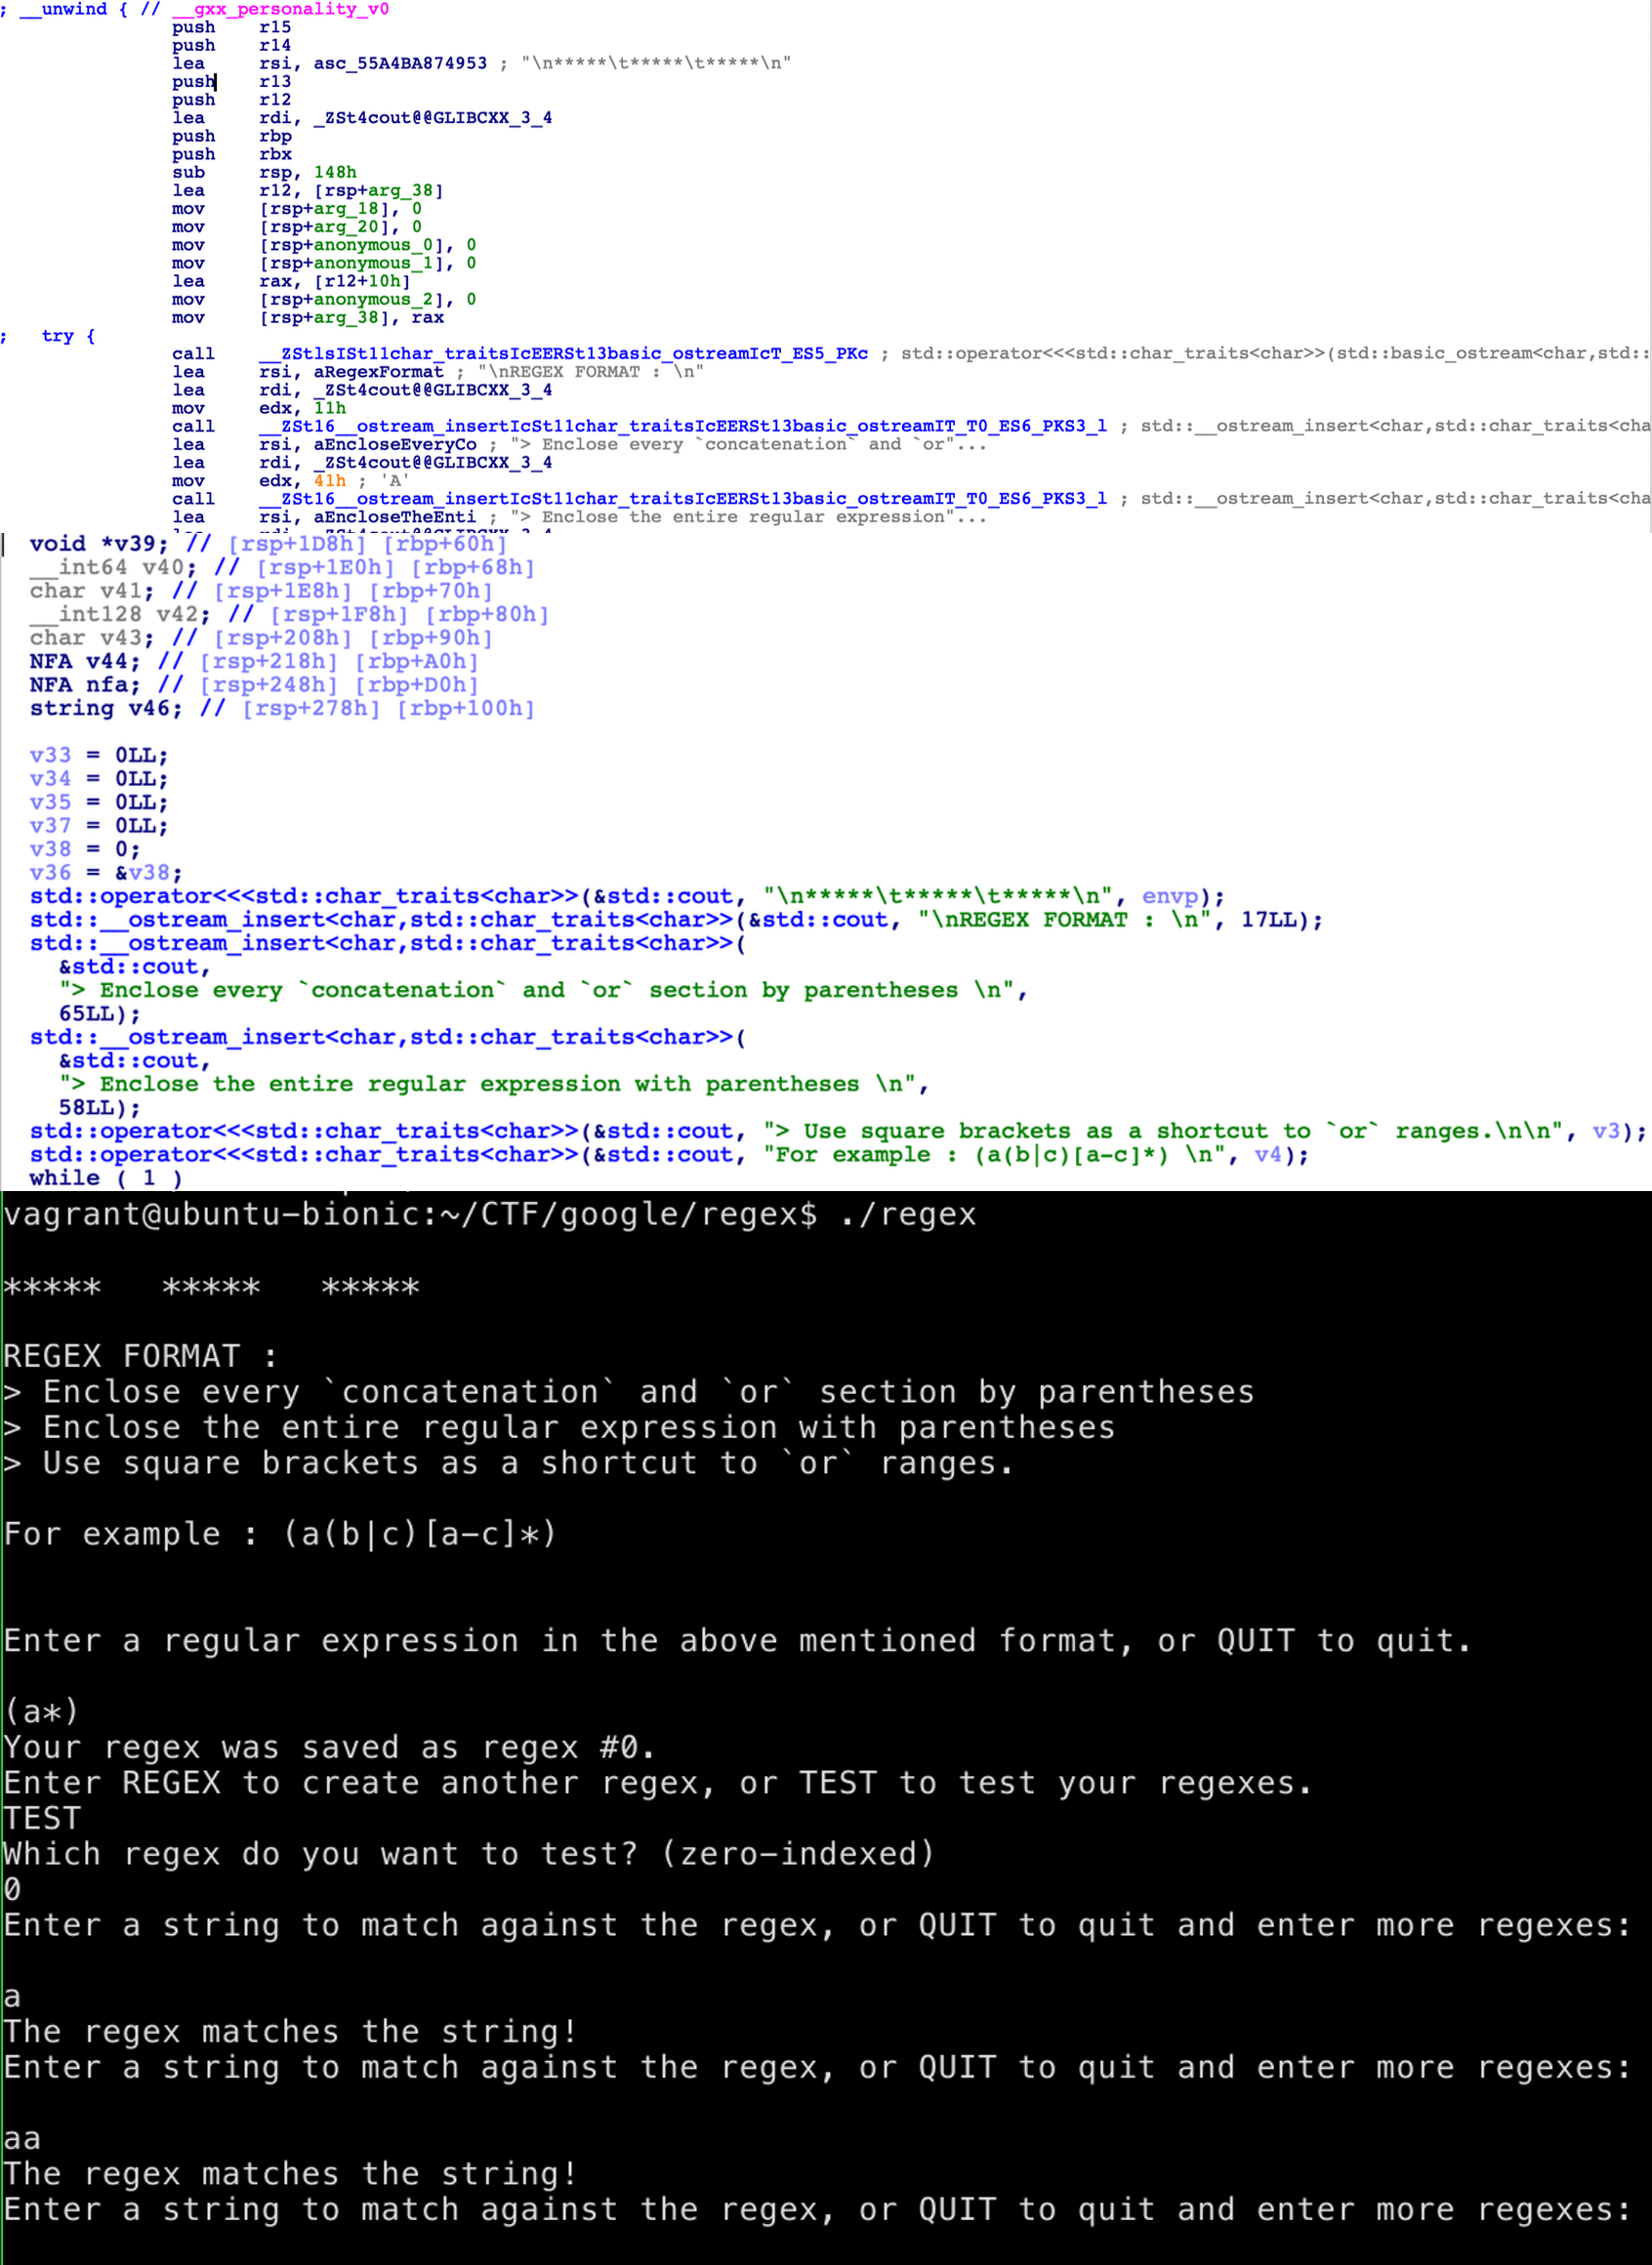 ; __unwind { // __gxx_personality_v0
push r15
push r14
lea rsi, asc_55A4BA874953 ; "\n*****\t*****\t*****\n"
push r13
push r12
lea rdi, _ZSt4cout@@GLIBCXX_3_4
push rbp
push rbx
sub rsp, 148h
lea r12, [rsp+arg_38]
mov [rsp+arg_18], 0
mov [rsp+arg_20], 0
mov [rsp+anonymous_0], 0
mov [rsp+anonymous_1], 0
lea rax, [r12+10h]
mov [rsp+anonymous_2], 0
mov [rsp+arg_38], rax
; try {
call __ZStlsISt11char_traitsIcEERSt13basic_ostreamIcT_ES5_PKc ; std::operator<<<std::char_traits<char>>(std::basic_ostream<char,std::
lea rsi, aRegexFormat ; "\nREGEX FORMAT : \n"
lea rdi, _ZSt4cout@@GLIBCXX_3_4
mov edx, 11h
call __ZSt16__ostream_insertIcSt11char_traitsIcEERSt13basic_ostreamIT_T0_ES6_PKS3_l ; std::__ostream_insert<char,std::char_traits<cha
lea rsi, aEncloseEveryCo ; "> Enclose every `concatenation` and `or`"...
lea rdi, _ZSt4cout@@GLIBCXX_3_4
mov edx, 41h ; 'A'
call __ZSt16__ostream_insertIcSt11char_traitsIcEERSt13basic_ostreamIT_T0_ES6_PKS3_l ; std::__ostream_insert<char,std::char_traits<cha
lea rsi, aEncloseTheEnti ; "> Enclose the entire regular expression"...
void *v39; // [rsp+1D8h] [rbp+60h]
__int64 v40; // [rsp+1E0h] [rbp+68h]
char v41; // [rsp+1E8h] [rbp+70h]
__int128 v42; // [rsp+1F8h] [rbp+80h]
char v43; // [rsp+208h] [rbp+90h]
NFA v44; // [rsp+218h] [rbp+A0h]
NFA nfa; // [rsp+248h] [rbp+D0h]
string v46; // [rsp+278h] [rbp+100h]
v33 = 0LL;
v34 = 0LL;
v35 = 0LL;
v37 = 0LL;
v38 = 0;
v36 = &v38;
std::operator<<<std::char_traits<char>>(&std::cout, "\n*****\t*****\t*****\n", envp);
std::__ostream_insert<char,std::char_traits<char>>(&std::cout, "\nREGEX FORMAT : \n", 17LL);
std::__ostream_insert<char,std::char_traits<char>>(
&std::cout,
"> Enclose every `concatenation` and `or` section by parentheses \n",
65LL);
std::__ostream_insert<char,std::char_traits<char>>(
&std::cout,
"> Enclose the entire regular expression with parentheses \n",
58LL);
std::operator<<<std::char_traits<char>>(&std::cout, "> Use square brackets as a shortcut to `or` ranges.\n\n", v3);
std::operator<<<std::char_traits<char>>(&std::cout, "For example : (a(b|c)[a-c]*) \n", v4);
while ( 1 )
vagrant@ubuntu-bionic:~/CTF/google/regex$ ./regex
***** ***** *****
REGEX FORMAT :
> Enclose every `concatenation` and `or` section by parentheses
> Enclose the entire regular expression with parentheses
> Use square brackets as a shortcut to `or` ranges.
For example : (a(b|c)[a-c]*)
Enter a regular expression in the above mentioned format, or QUIT to quit.
(a*)
Your regex was saved as regex #0.
Enter REGEX to create another regex, or TEST to test your regexes.
TEST
Which regex do you want to test? (zero-indexed)
0
Enter a string to match against the regex, or QUIT to quit and enter more regexes:
a
The regex matches the string!
Enter a string to match against the regex, or QUIT to quit and enter more regexes:
aa
The regex matches the string!
Enter a string to match against the regex, or QUIT to quit and enter more regexes: